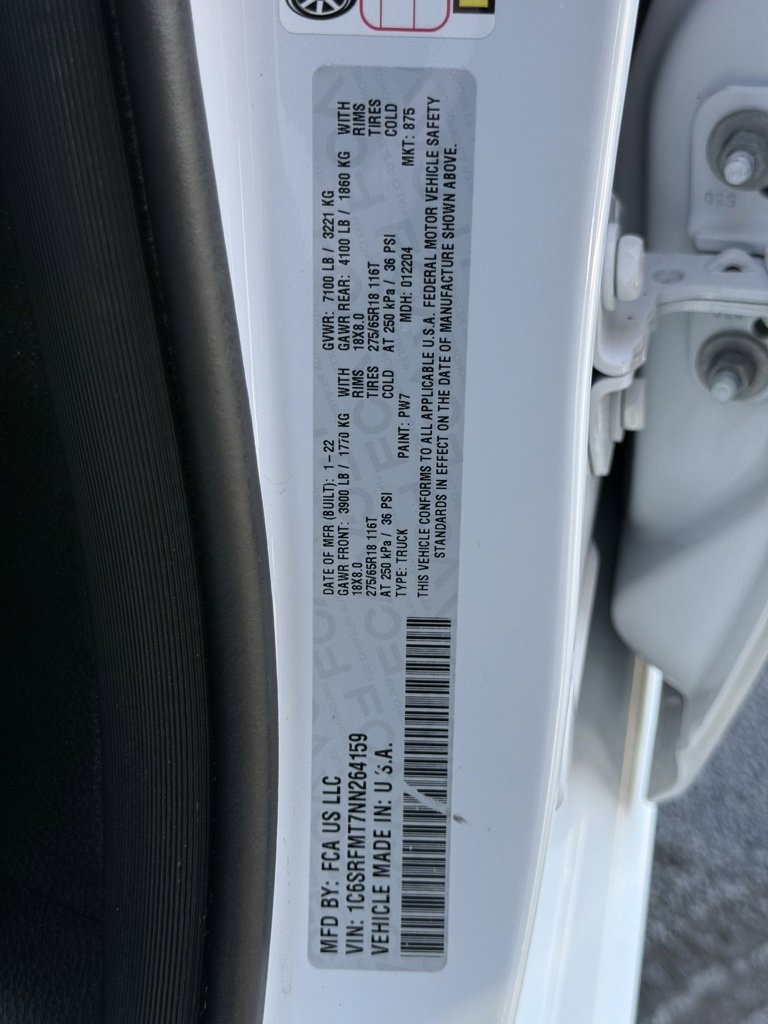 MFD BY: FCA US LLC
VIN: 1C6SRFMT7NN264159
VEHICLE MADE IN: U.S.A.
DATE OF MFR (BUILT): 1-22 GVWR: 7100 LB / 3221 KG
GAWR FRONT: 3900 LB / 1770 KG WITH GAWR REAR: 4100 LB / 1860 KG WITH
18X8.0 RIMS 18X8.0 RIMS
275/65R18 116T TIRES 275/65R18 116T TIRES
AT 250 kPa / 36 PSI COLD AT 250 kPa / 36 PSI COLD
TYPE: TRUCK PAINT: PW7 MDH: 012204 MKT: 875
THIS VEHICLE CONFORMS TO ALL APPLICABLE U.S.A. FEDERAL MOTOR VEHICLE SAFETY
STANDARDS IN EFFECT ON THE DATE OF MANUFACTURE SHOWN ABOVE.